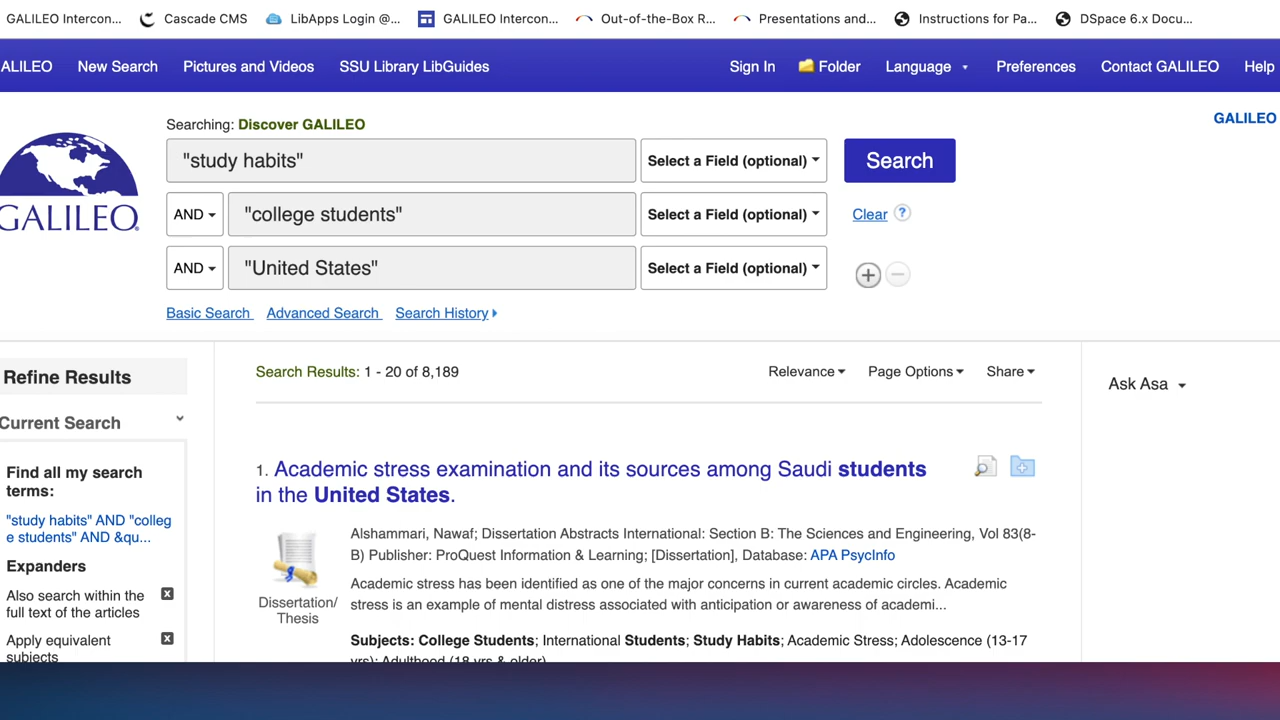 GALILEO Intercon... Cascade CMS LibApps Login @... GALILEO Intercon... Out-of-the-Box R... Presentations and... Instructions for Pa... DSpace 6.x Docu...
ALILEO New Search Pictures and Videos SSU Library LibGuides Sign In Folder Language Preferences Contact GALILEO Help
GALILEO
Searching: Discover GALILEO
"study habits" Select a Field (optional) Search
AND "college students" Select a Field (optional) Clear ?
AND "United States" Select a Field (optional)
GALILEO
Basic Search Advanced Search Search History
Refine Results
Current Search
Find all my search
terms:
"study habits" AND "colleg
e students" AND &qu...
Expanders
Also search within the
full text of the articles
Apply equivalent
subjects
Search Results: 1 - 20 of 8,189 Relevance Page Options Share
1. Academic stress examination and its sources among Saudi students
in the United States.
Dissertation/
Thesis
Alshammari, Nawaf; Dissertation Abstracts International: Section B: The Sciences and Engineering, Vol 83(8-
B) Publisher: ProQuest Information & Learning; [Dissertation], Database: APA PsycInfo
Academic stress has been identified as one of the major concerns in current academic circles. Academic
stress is an example of mental distress associated with anticipation or awareness of academi...
Subjects: College Students; International Students; Study Habits; Academic Stress; Adolescence (13-17
yrs); Adulthood (18 yrs & older)
Ask Asa